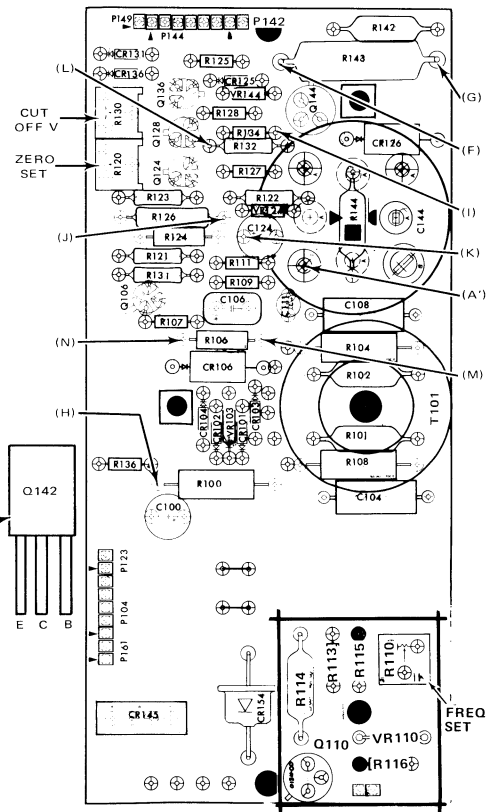 P149
P144
P142
R142
CR131
R125
R143
CR136
(L)
CR125
Q136
VR144
Q144
(G)
R130
R128
(F)
CUT
OFF V
Q128
RJ34
CR126
R132
ZERO
SET
R120
Q124
R127
(I)
R123
R122
R144
C144
VR124
R126
(J)
C124
R124
(K)
R121
R111
R131
R109
(A')
Q106
C106
C111
C108
R107
(N)
R106
R104
(M)
CR106
R102
T101
(H)
CR104
CR102
VR103
CR101
CR103
R101
R136
R108
Q142
R100
C104
C100
P123
P104
E C B
P161
R113
R115
R110
R114
CR154
FREQ
SET
CR145
Q110
VR110
R116